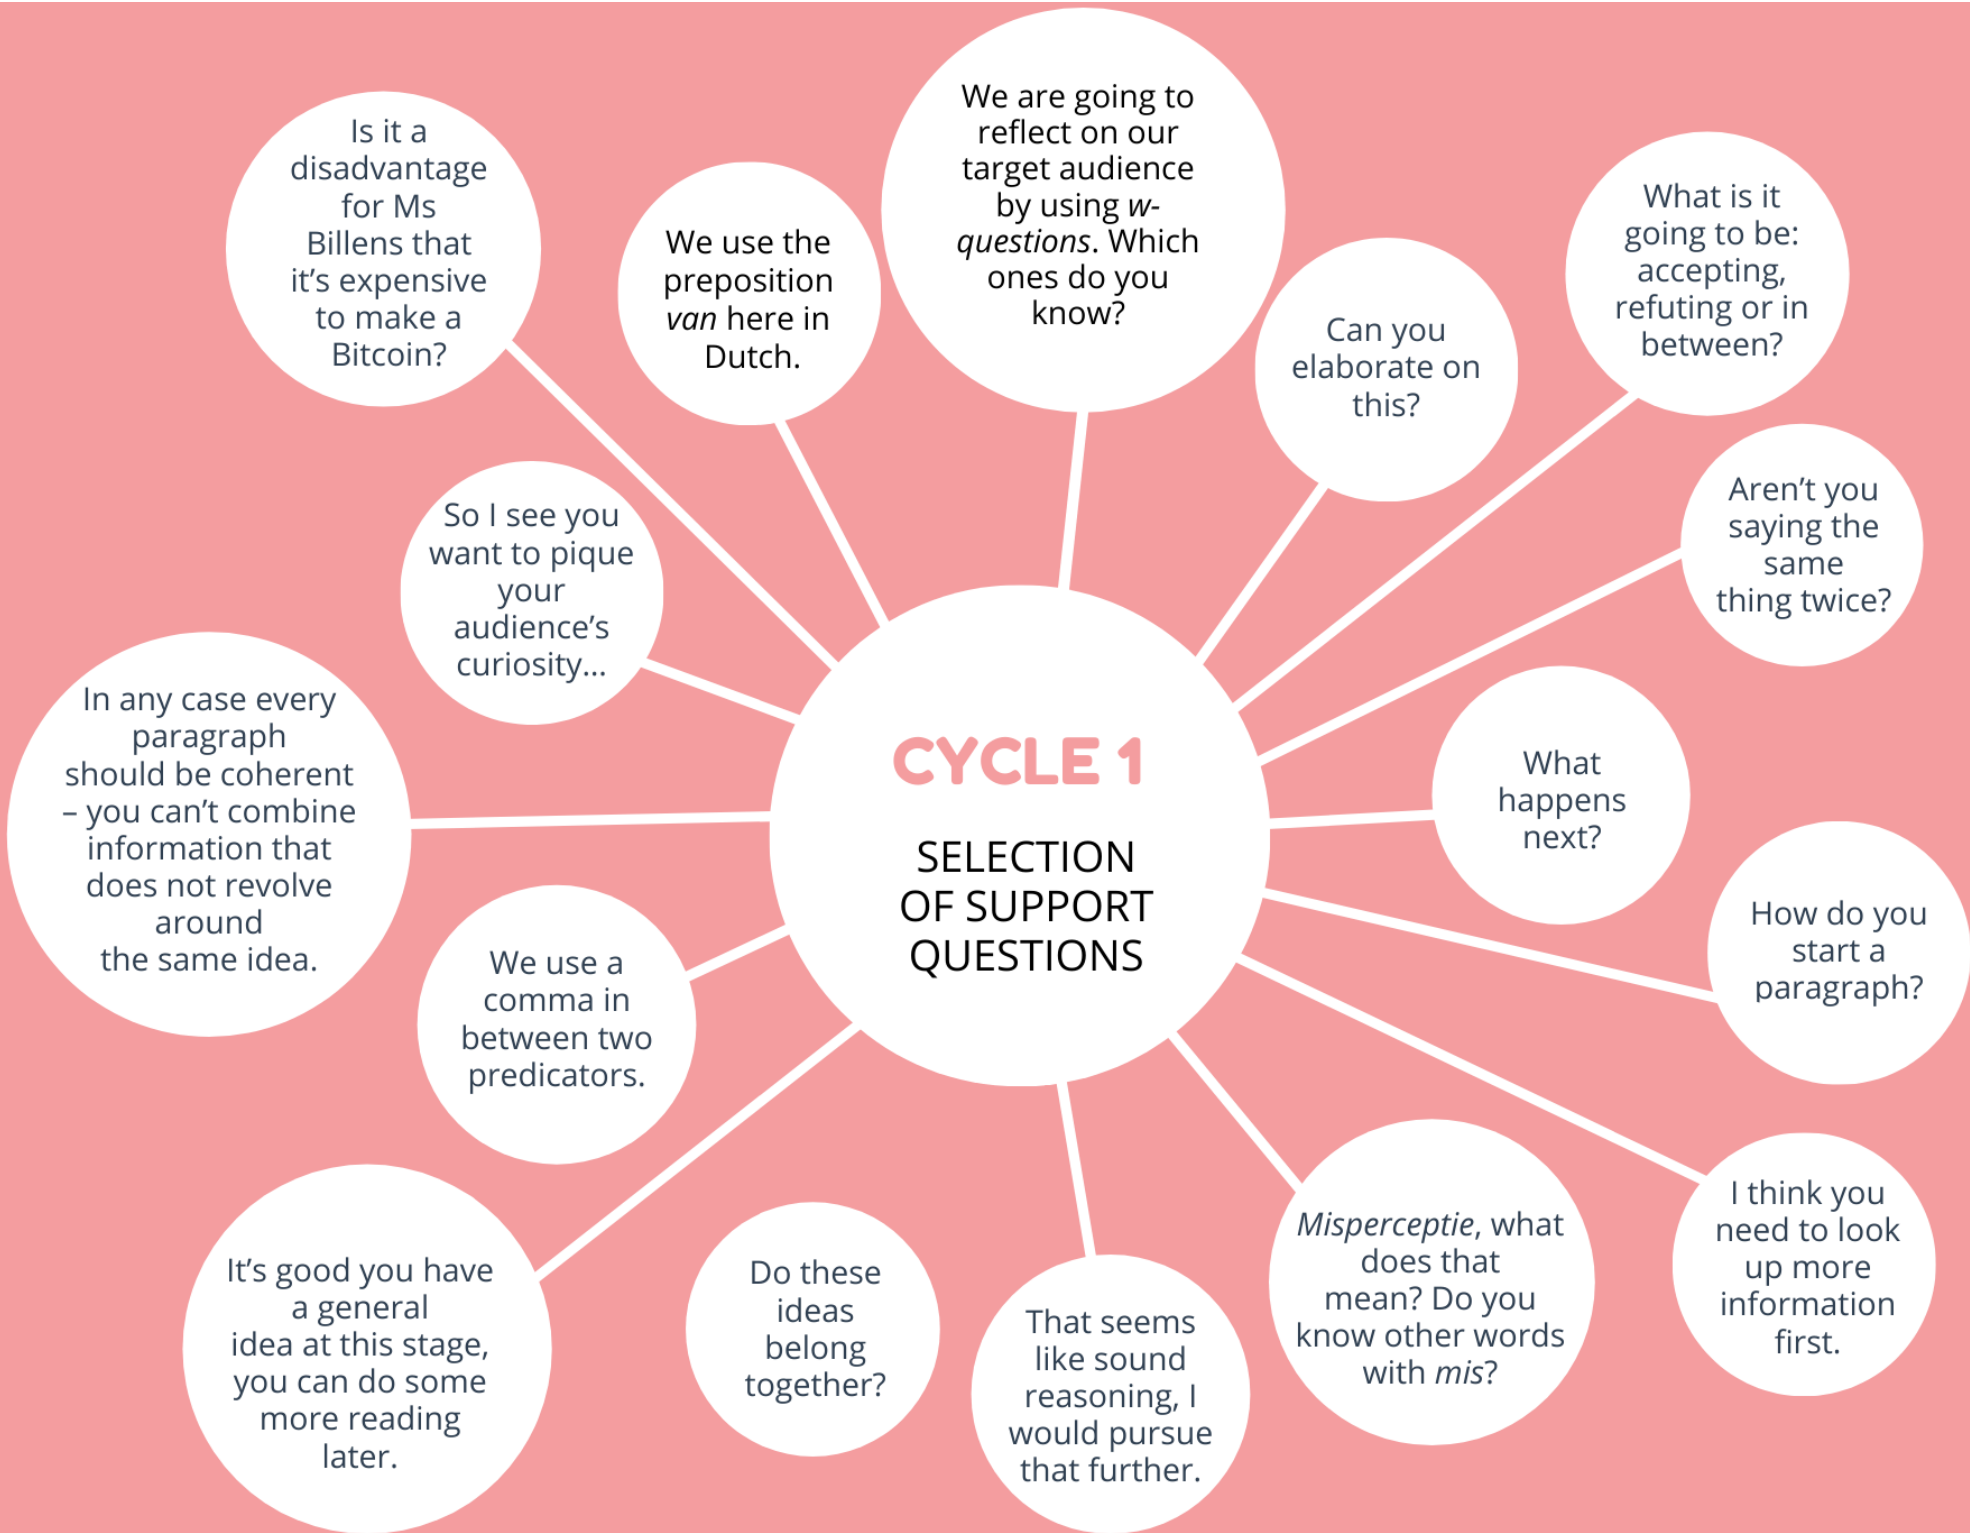 We are going to
reflect on our
target audience
by using w-
questions. Which
ones do you
know?
Is it a
disadvantage
for Ms
Billens that
it's expensive
to make a
Bitcoin?
We use the
preposition
van here in
Dutch.
Can you
elaborate on
this?
What is it
going to be:
accepting,
refuting or in
between?
So I see you
want to pique
your
audience's
curiosity...
Aren't you
saying the
same
thing twice?
In any case every
paragraph
should be coherent
– you can't combine
information that
does not revolve
around
the same idea.
CYCLE 1
SELECTION
OF SUPPORT
QUESTIONS
What
happens
next?
How do you
start a
paragraph?
We use a
comma in
between two
predicators.
It's good you have
a general
idea at this stage,
you can do some
more reading
later.
Do these
ideas
belong
together?
That seems
like sound
reasoning, I
would pursue
that further.
Misperceptie, what
does that
mean? Do you
know other words
with mis?
I think you
need to look
up more
information
first.